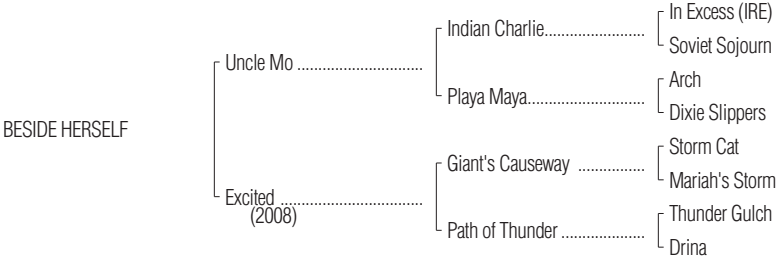 In Excess (IRE)
Indian Charlie........................
Soviet Sojourn
Uncle Mo ..............................
Arch
Playa Maya............................
Dixie Slippers
BESIDE HERSELF
Storm Cat
Giant's Causeway ................
Mariah's Storm
Excited ..................................
(2008)
Thunder Gulch
Path of Thunder ....................
Drina